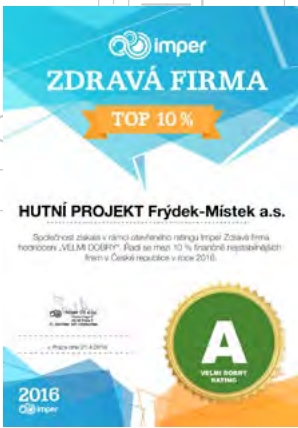 imper
ZDRAVÁ FIRMA
TOP 10 %
HUTNÍ PROJEKT Frýdek-Místek a.s.
Společnost získala v rámci otevřeného ratingu Imper Zdravá firma
hodnocení „VELMI DOBRÝ“. Řadí se mezi 10 % finančně nejstabilnějších
firem v České republice v roce 2016.
A
VELMI DOBRÝ
RATING
2016
imper